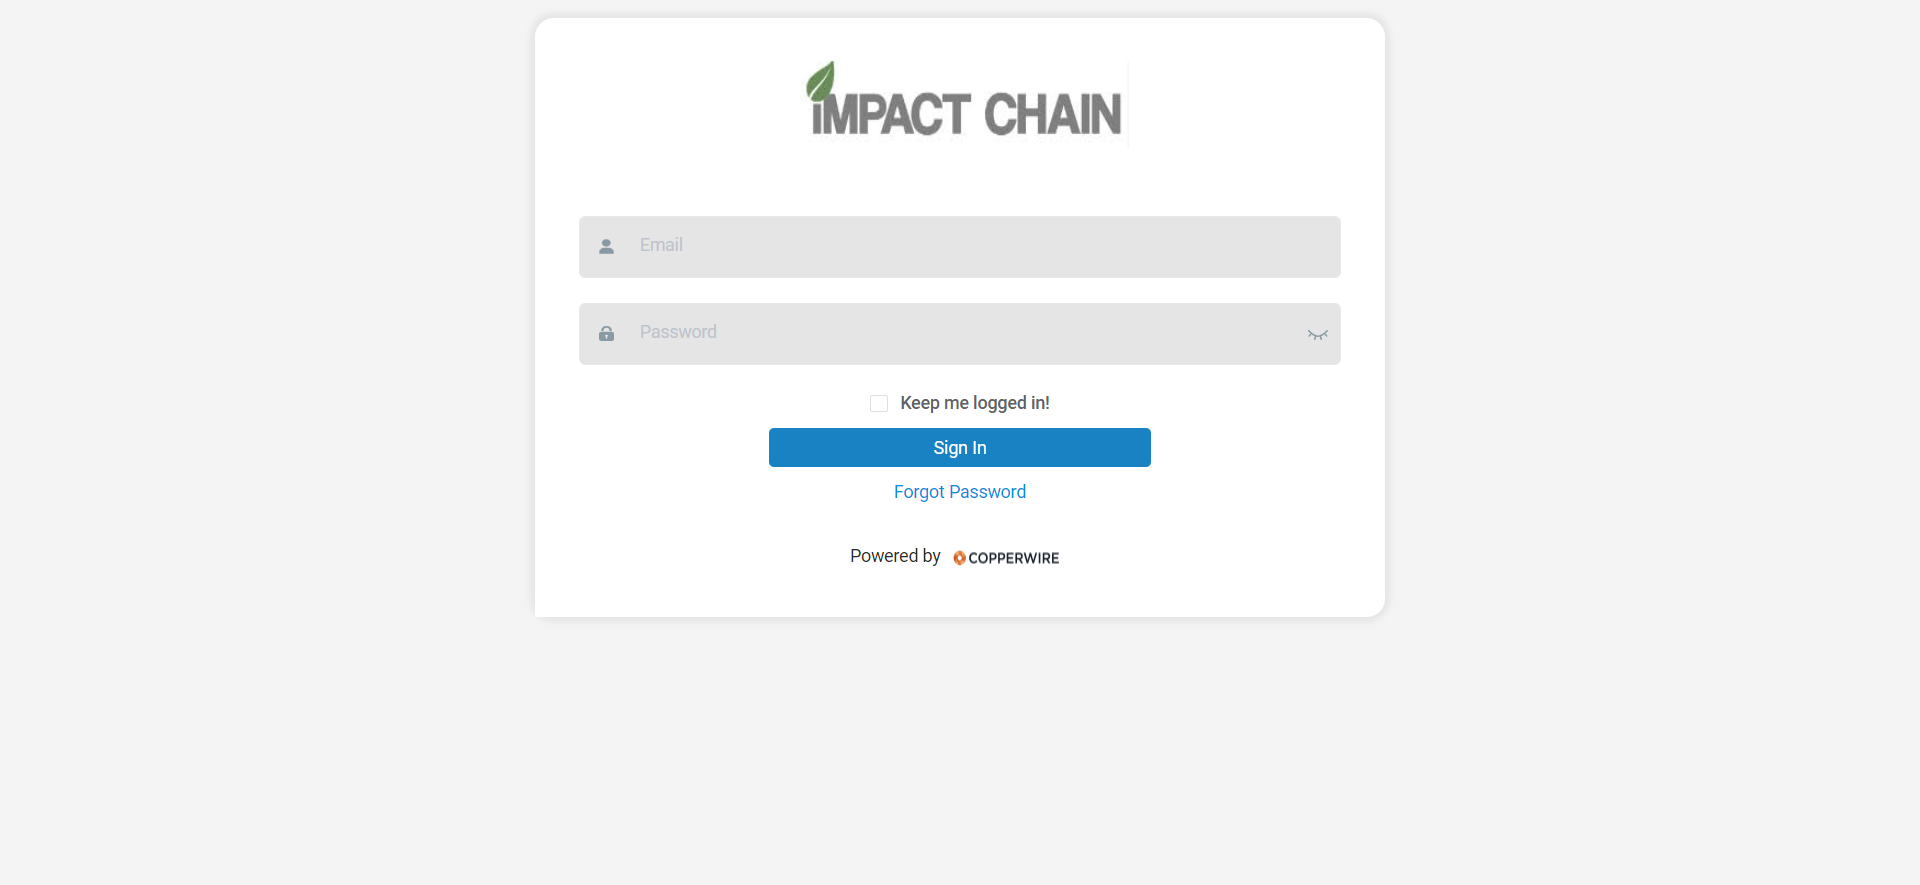 iMPACT CHAIN
Email
Password
Keep me logged in!
Sign In
Forgot Password
Powered by COPPERWIRE